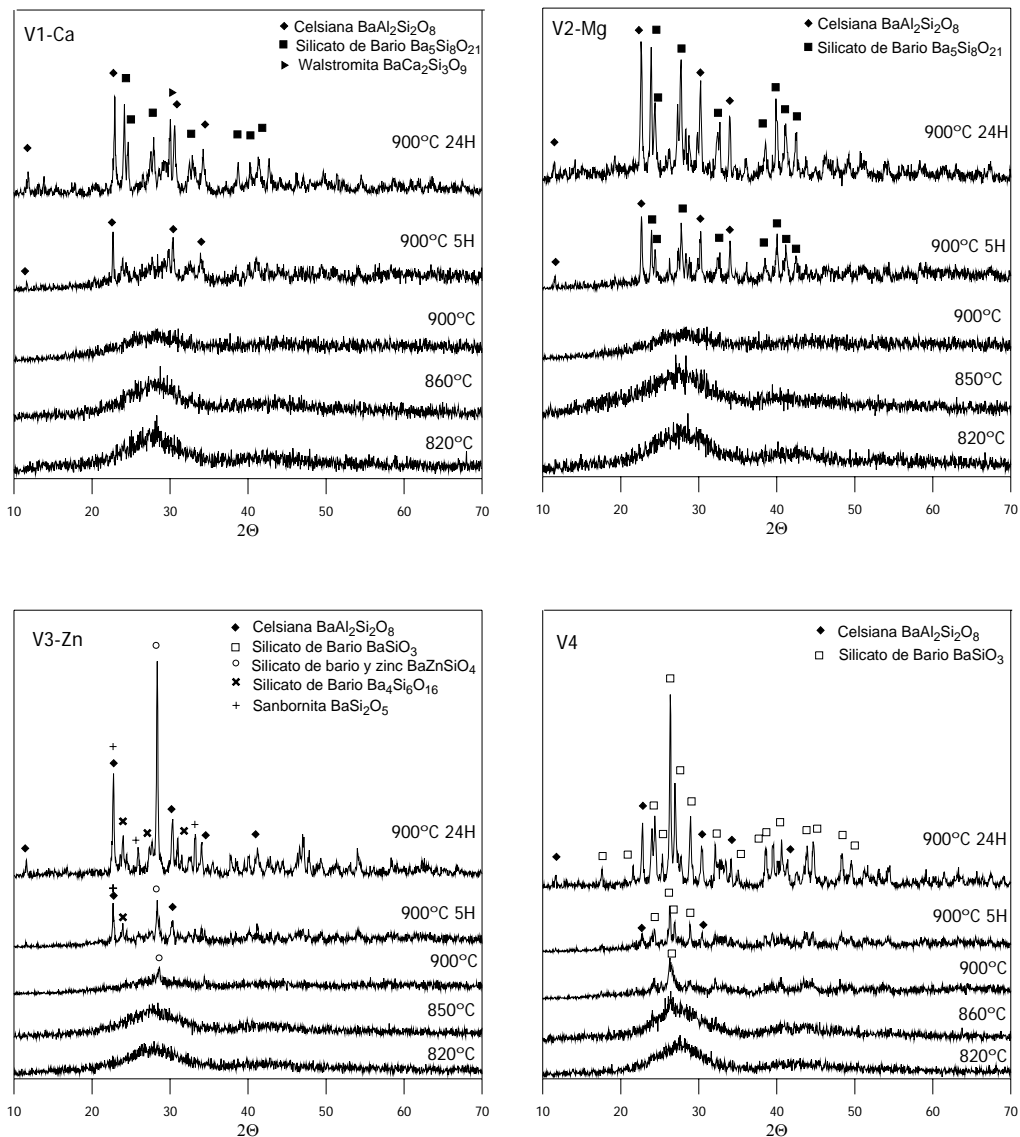 V1-Ca
Celsiana BaAl2Si2O8
Silicato de Bario Ba5Si8O21
Walstromita BaCa2Si3O9
900ºC 24H
900ºC 5H
900ºC
860ºC
820ºC
10 20 30 40 50 60 70
2Θ
V2-Mg
Celsiana BaAl2Si2O8
Silicato de Bario Ba5Si8O21
900ºC 24H
900ºC 5H
900ºC
850ºC
820ºC
10 20 30 40 50 60 70
2Θ
V3-Zn
Celsiana BaAl2Si2O8
Silicato de Bario BaSiO3
Silicato de bario y zinc BaZnSiO4
Silicato de Bario Ba4Si6O16
Sanbornita BaSi2O5
900ºC 24H
900ºC 5H
900ºC
850ºC
820ºC
10 20 30 40 50 60 70
2Θ
V4
Celsiana BaAl2Si2O8
Silicato de Bario BaSiO3
900ºC 24H
900ºC 5H
900ºC
860ºC
820ºC
10 20 30 40 50 60 70
2Θ